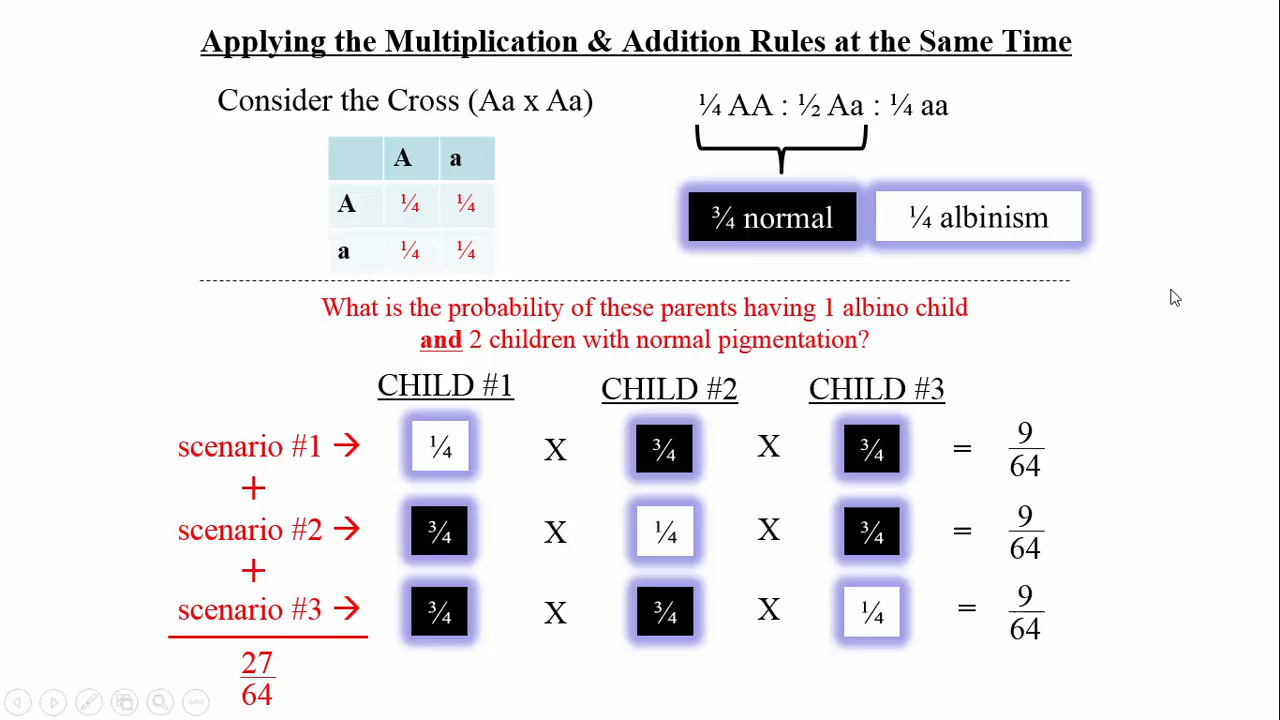 Applying the Multiplication & Addition Rules at the Same Time
Consider the Cross (Aa x Aa)
¼ AA : ½ Aa : ¼ aa
A a
A ¼ ¼
a ¼ ¼
¾ normal
¼ albinism
What is the probability of these parents having 1 albino child
and 2 children with normal pigmentation?
CHILD #1 CHILD #2 CHILD #3
scenario #1 → ¼ X ¾ X ¾ = 9/64
+
scenario #2 → ¾ X ¼ X ¾ = 9/64
+
scenario #3 → ¾ X ¾ X ¼ = 9/64
27
64